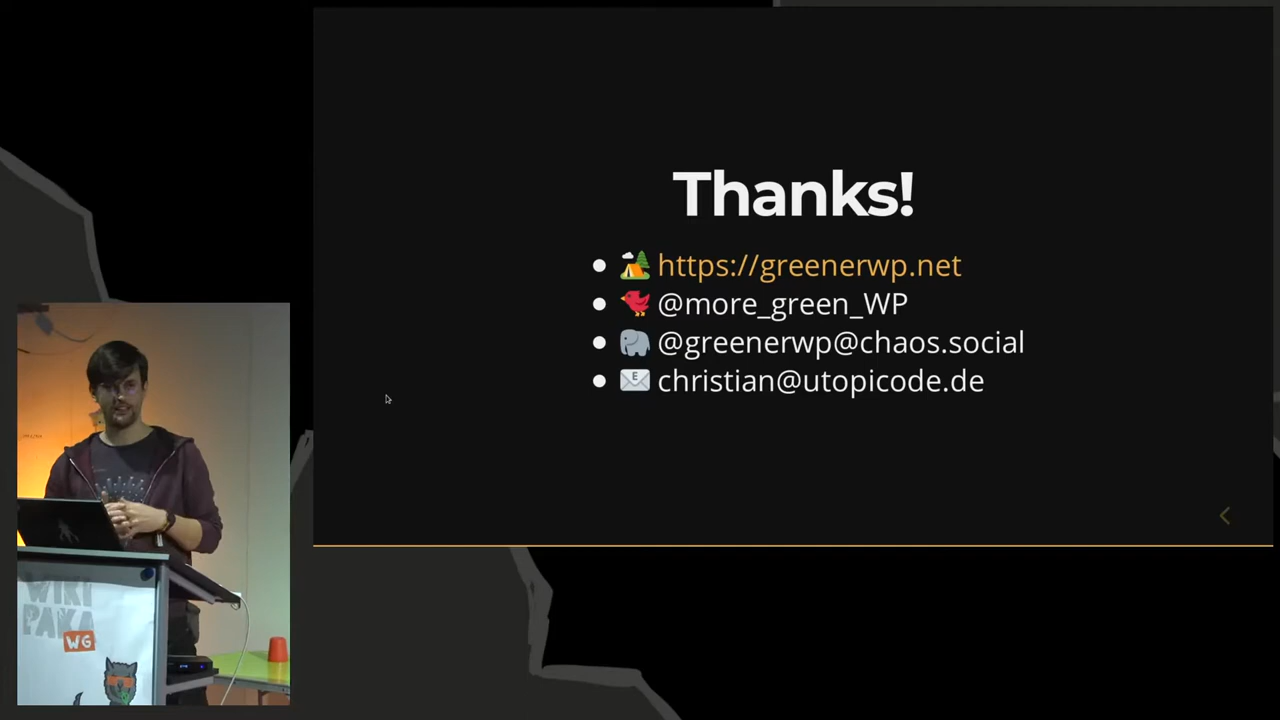 Thanks!
https://greenerwp.net
@more_green_WP
@greenerwp@chaos.social
E
christian@utopicode.de
WIKI
PAKA
WG